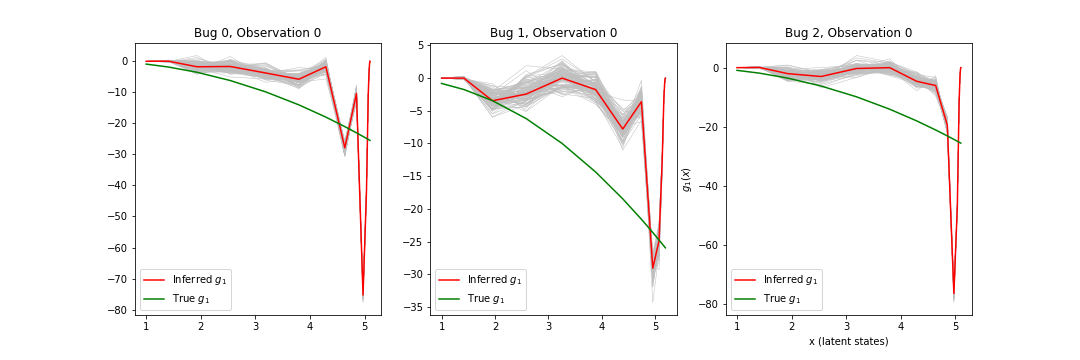 Bug 0, Observation 0
0
−10
−20
−30
−40
−50
−60
−70
−80
1 2 3 4 5
Inferred g₁
True g₁
Bug 1, Observation 0
5
0
−5
−10
−15
−20
−25
−30
−35
1 2 3 4 5
Inferred g₁
True g₁
Bug 2, Observation 0
g₁(x)
0
−20
−40
−60
−80
1 2 3 4 5
x (latent states)
Inferred g₁
True g₁